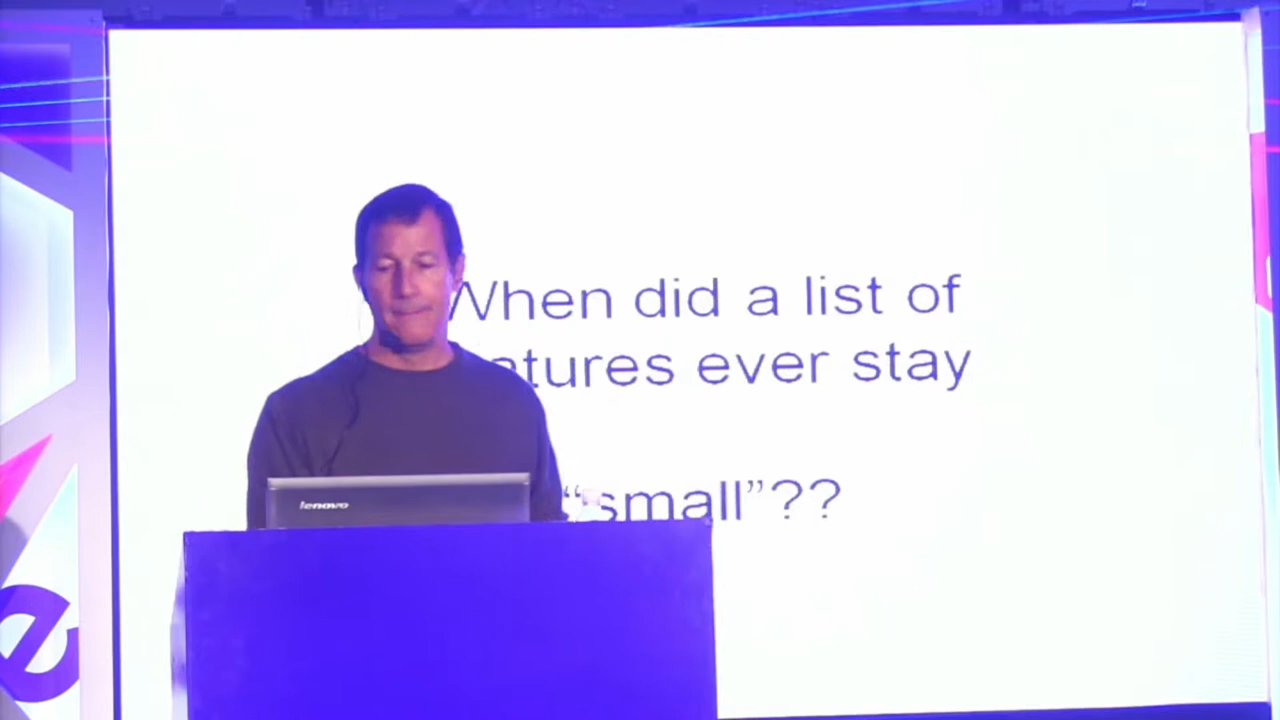 When did a list of
atures ever stay
“small”??
lenovo
e